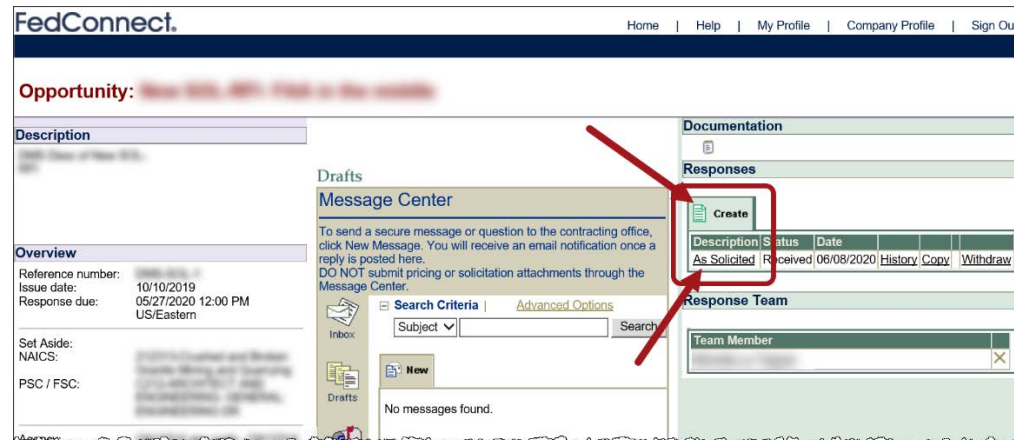 FedConnect.
Home | Help | My Profile | Company Profile | Sign Ou
Opportunity:
Description
Overview
Reference number:
Issue date: 10/10/2019
Response due: 05/27/2020 12:00 PM
US/Eastern
Set Aside:
NAICS:
PSC / FSC:
Drafts
Message Center
To send a secure message or question to the contracting office,
click New Message. You will receive an email notification once a
reply is posted here.
DO NOT submit pricing or solicitation attachments through the
Message Center.
Inbox
Search Criteria | Advanced Options
Subject Search
Drafts
New
No messages found.
Documentation
Responses
Create
Description Status Date
As Solicited Received 06/08/2020 History Copy Withdraw
Response Team
Team Member